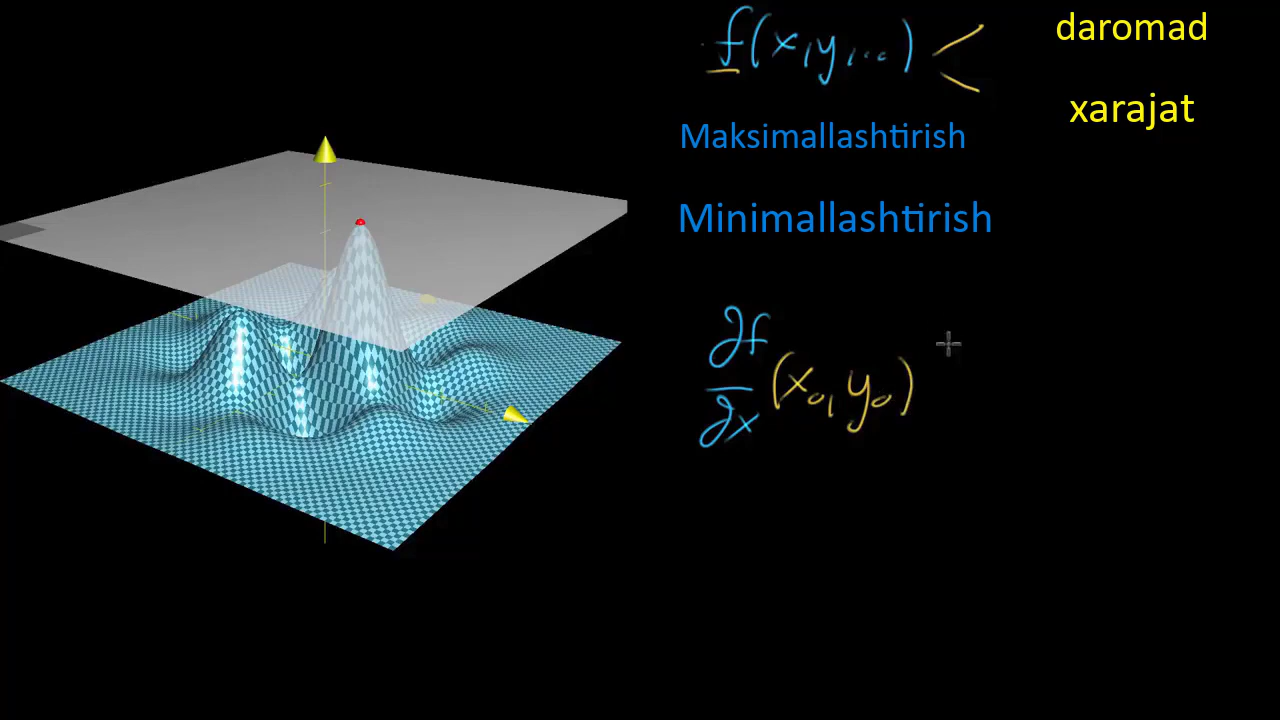 f(x,y,...) <
daromad
xarajat
Maksimallashtirish
Minimallashtirish
∂f/∂x (x₀, y₀)